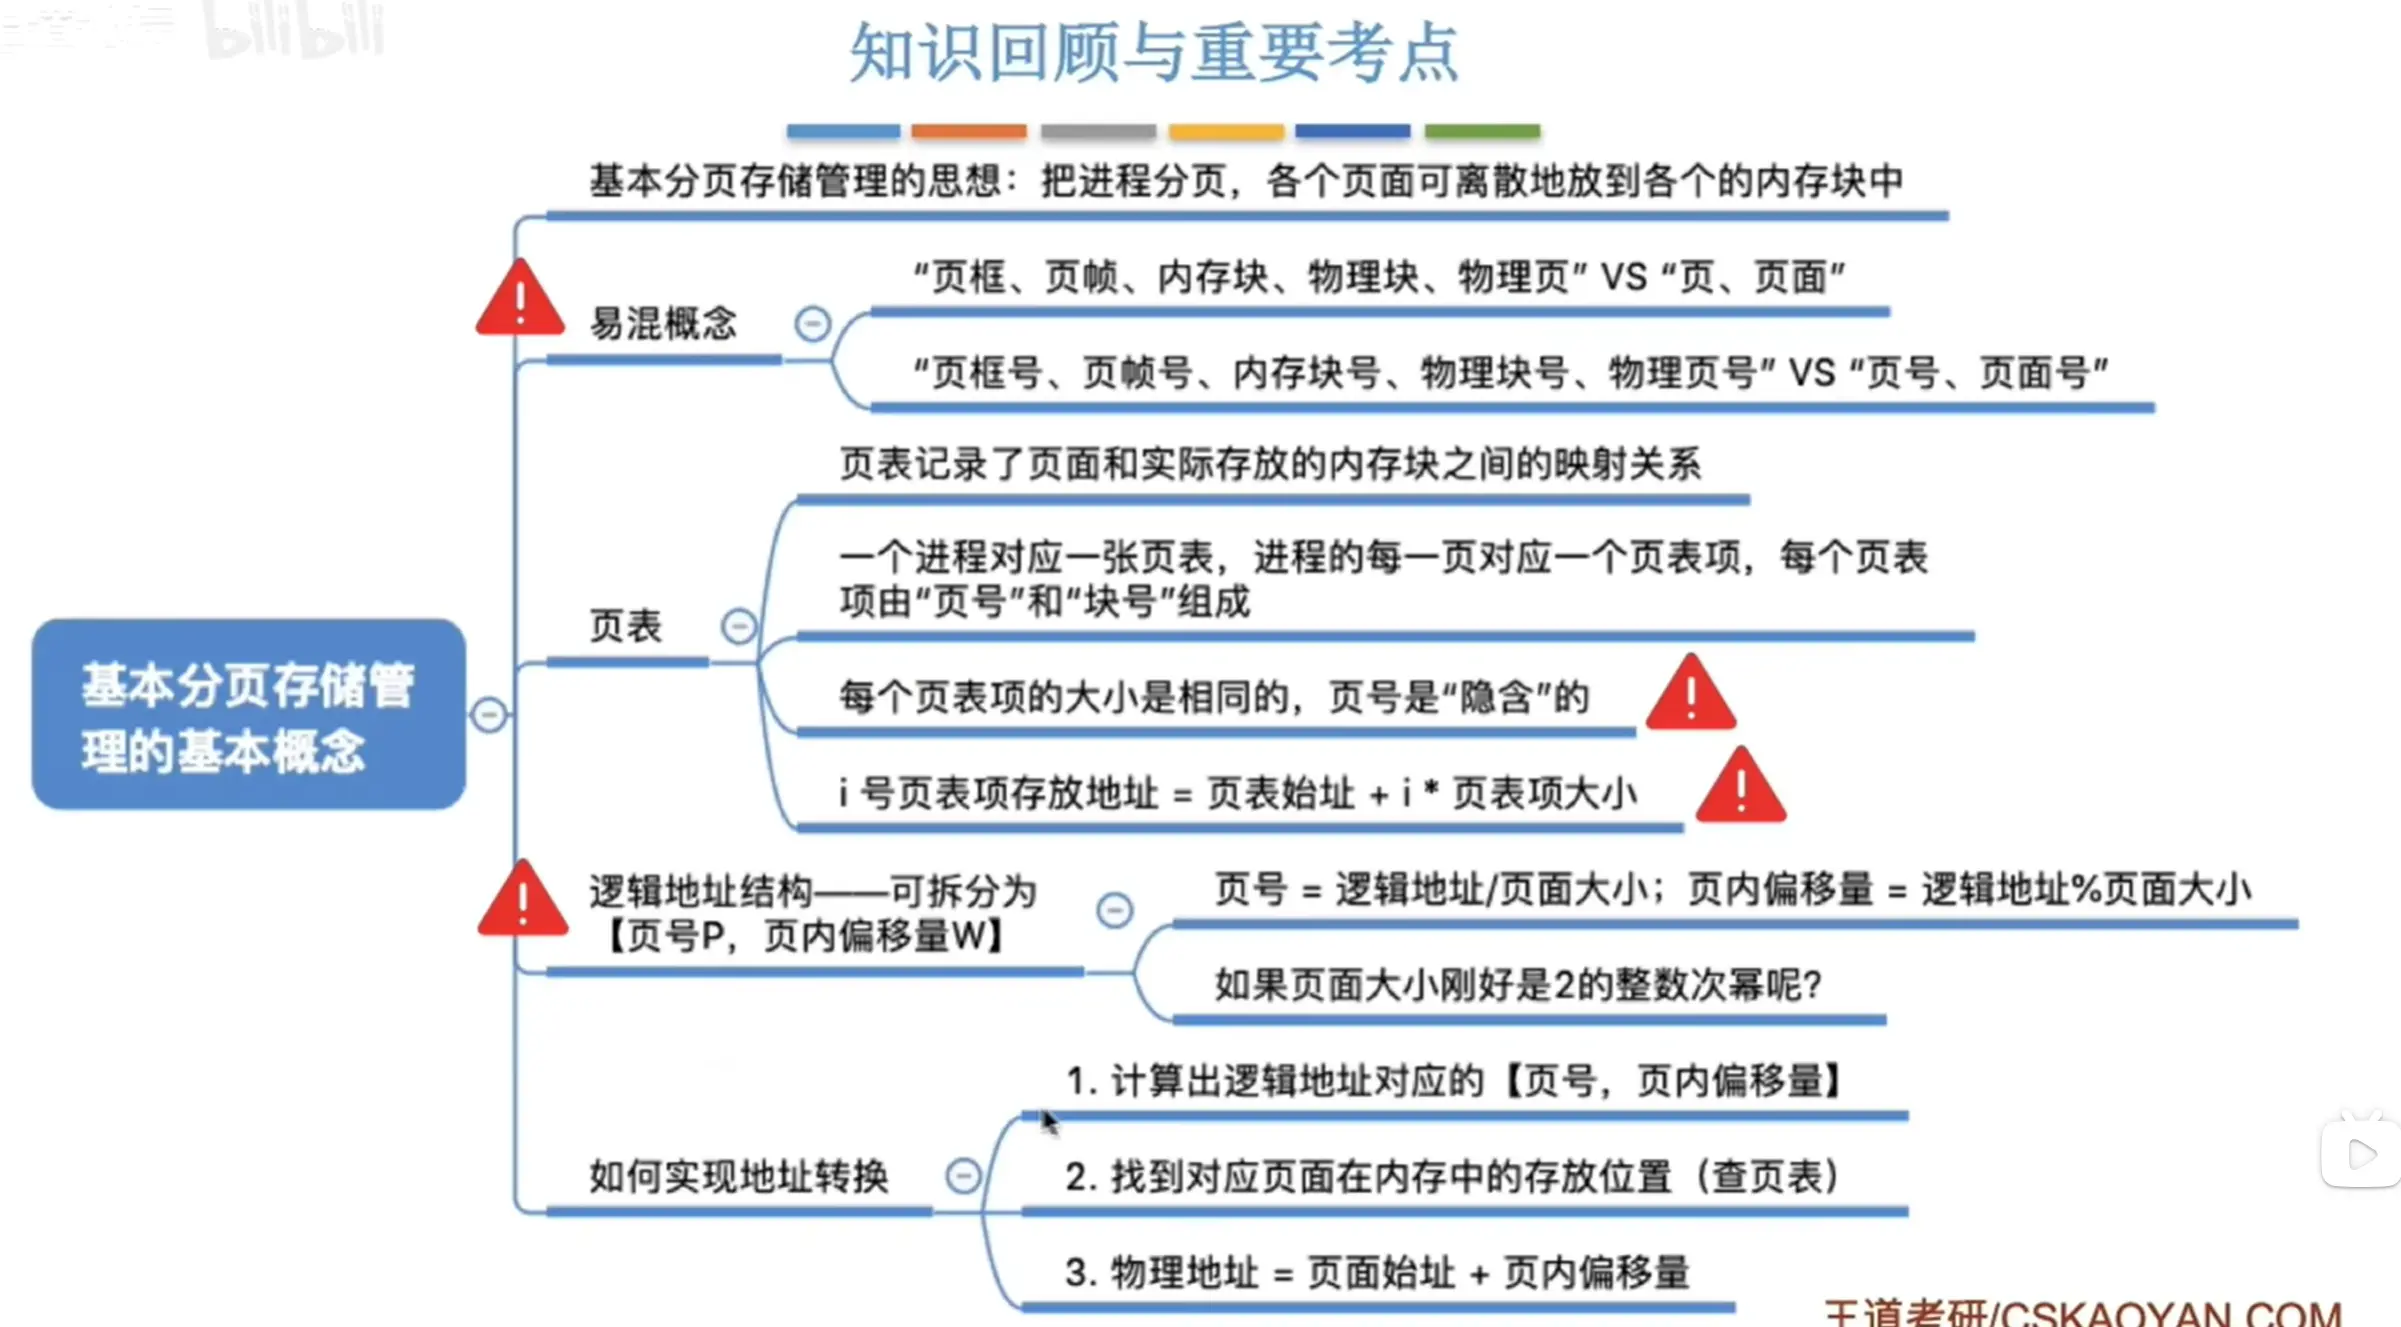 bilibili
知识回顾与重要考点
基本分页存储管理的思想：把进程分页，各个页面可离散地放到各个的内存块中
易混概念
“页框、页帧、内存块、物理块、物理页” VS “页、页面”
“页框号、页帧号、内存块号、物理块号、物理页号” VS “页号、页面号”
页表
页表记录了页面和实际存放的内存块之间的映射关系
一个进程对应一张页表，进程的每一页对应一个页表项，每个页表
项由“页号”和“块号”组成
每个页表项的大小是相同的，页号是“隐含”的
i 号页表项存放地址 = 页表始址 + i * 页表项大小
基本分页存储管
理的基本概念
逻辑地址结构——可拆分为
【页号P，页内偏移量W】
页号 = 逻辑地址/页面大小；页内偏移量 = 逻辑地址%页面大小
如果页面大小刚好是2的整数次幂呢？
如何实现地址转换
1. 计算出逻辑地址对应的【页号，页内偏移量】
2. 找到对应页面在内存中的存放位置（查页表）
3. 物理地址 = 页面始址 + 页内偏移量
王道考研/CSKAOYAN.COM